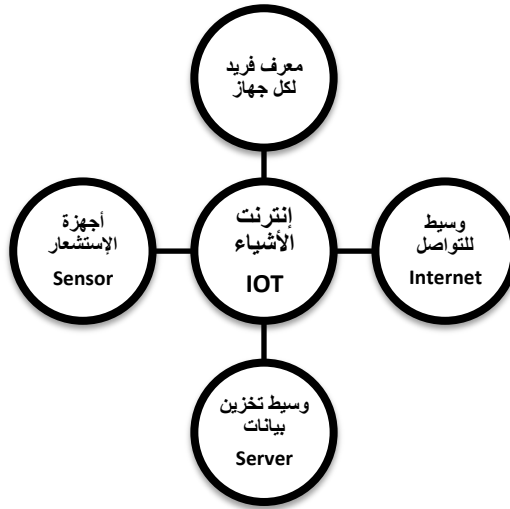 معرف فريد
لكل جهاز
إنترنت
الأشياء
IOT
وسيط
للتواصل
Internet
أجهزة
الإستشعار
Sensor
وسيط تخزين
بيانات
Server